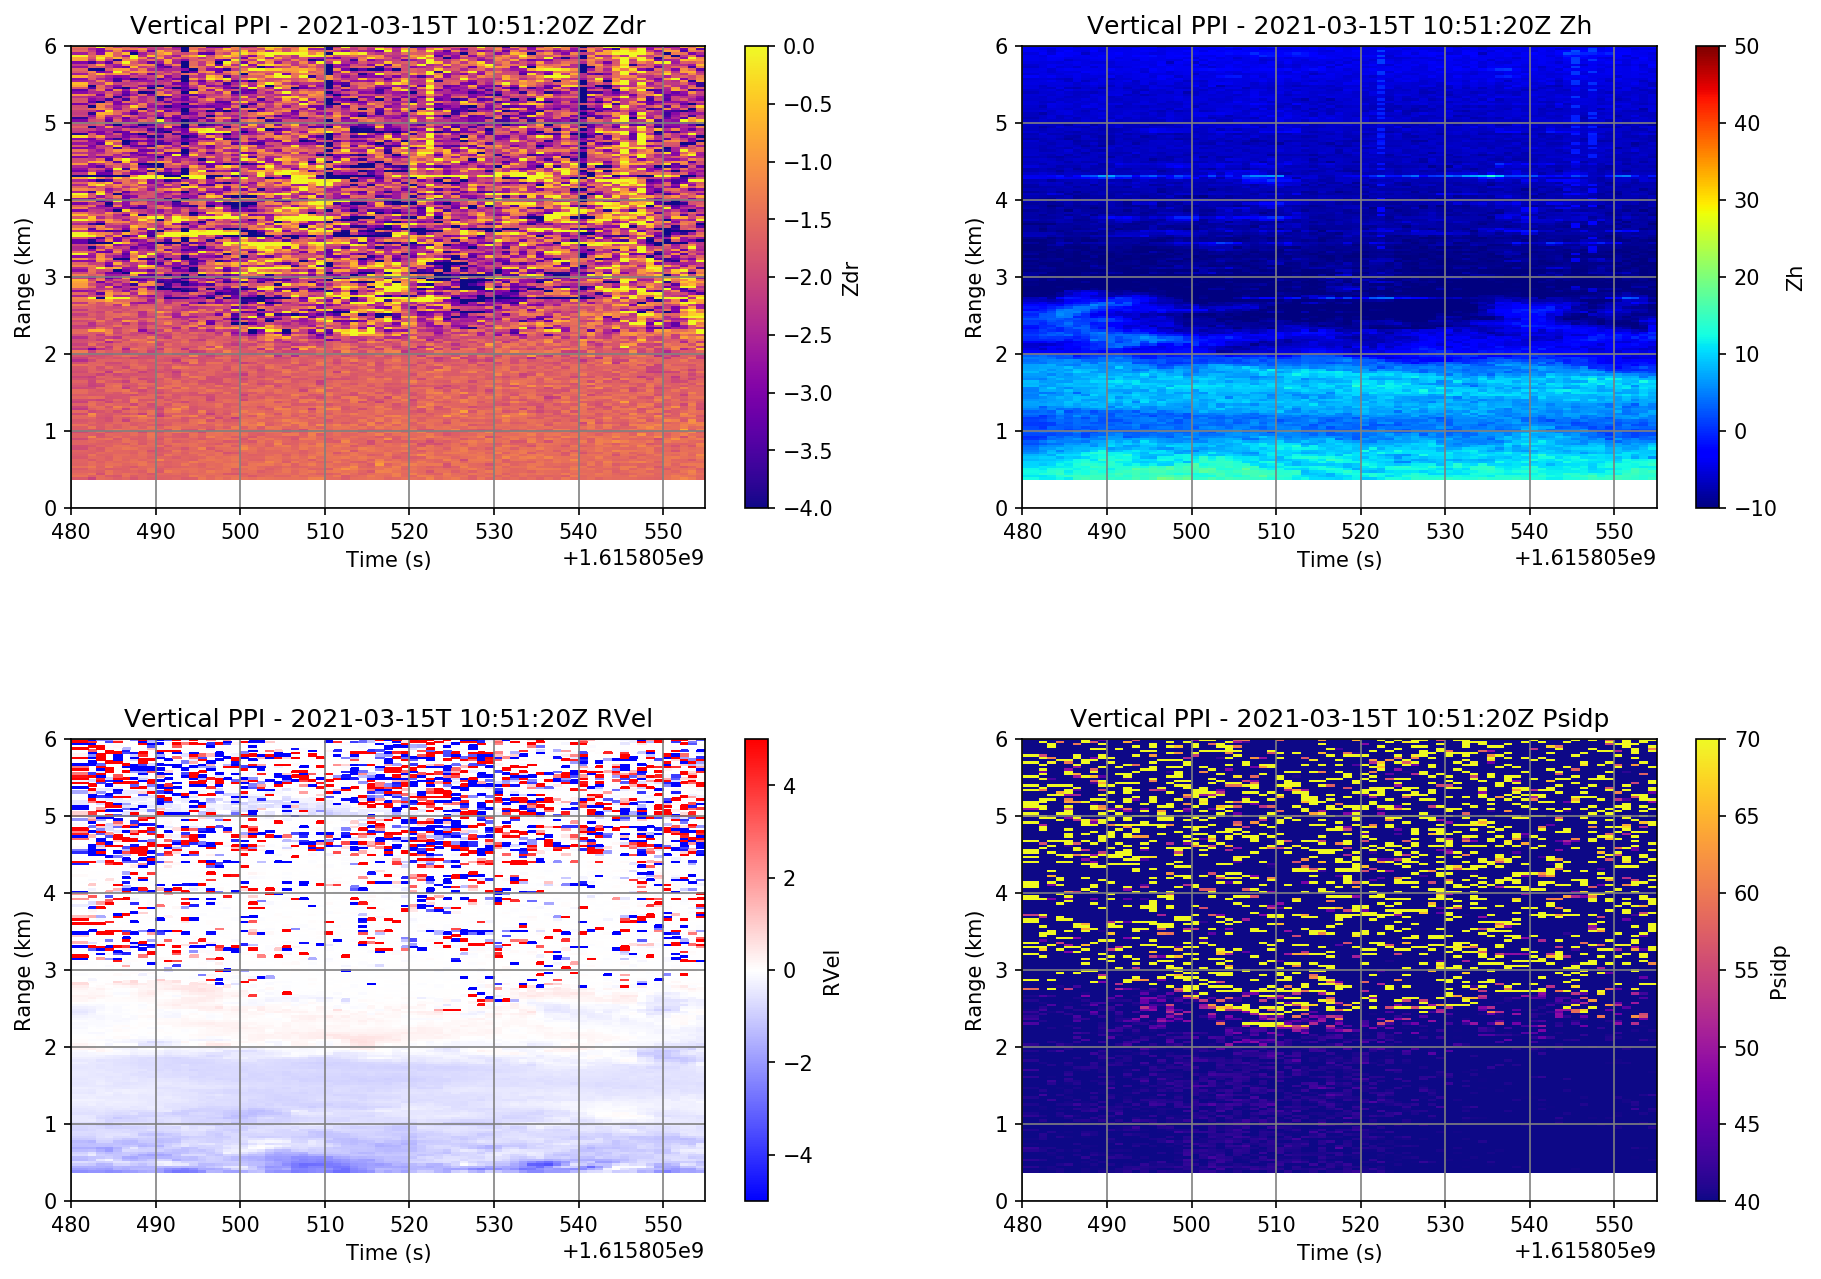 Vertical PPI - 2021-03-15T 10:51:20Z Zdr
6
5
4
3
2
1
0
Range (km)
480 490 500 510 520 530 540 550
Time (s)
+1.615805e9
0.0
−0.5
−1.0
−1.5
−2.0
−2.5
−3.0
−3.5
−4.0
Zdr
Vertical PPI - 2021-03-15T 10:51:20Z Zh
6
5
4
3
2
1
0
Range (km)
480 490 500 510 520 530 540 550
Time (s)
+1.615805e9
50
40
30
20
10
0
−10
Zh
Vertical PPI - 2021-03-15T 10:51:20Z RVel
6
5
4
3
2
1
0
Range (km)
480 490 500 510 520 530 540 550
Time (s)
+1.615805e9
4
2
0
−2
−4
RVel
Vertical PPI - 2021-03-15T 10:51:20Z Psidp
6
5
4
3
2
1
0
Range (km)
480 490 500 510 520 530 540 550
Time (s)
+1.615805e9
70
65
60
55
50
45
40
Psidp